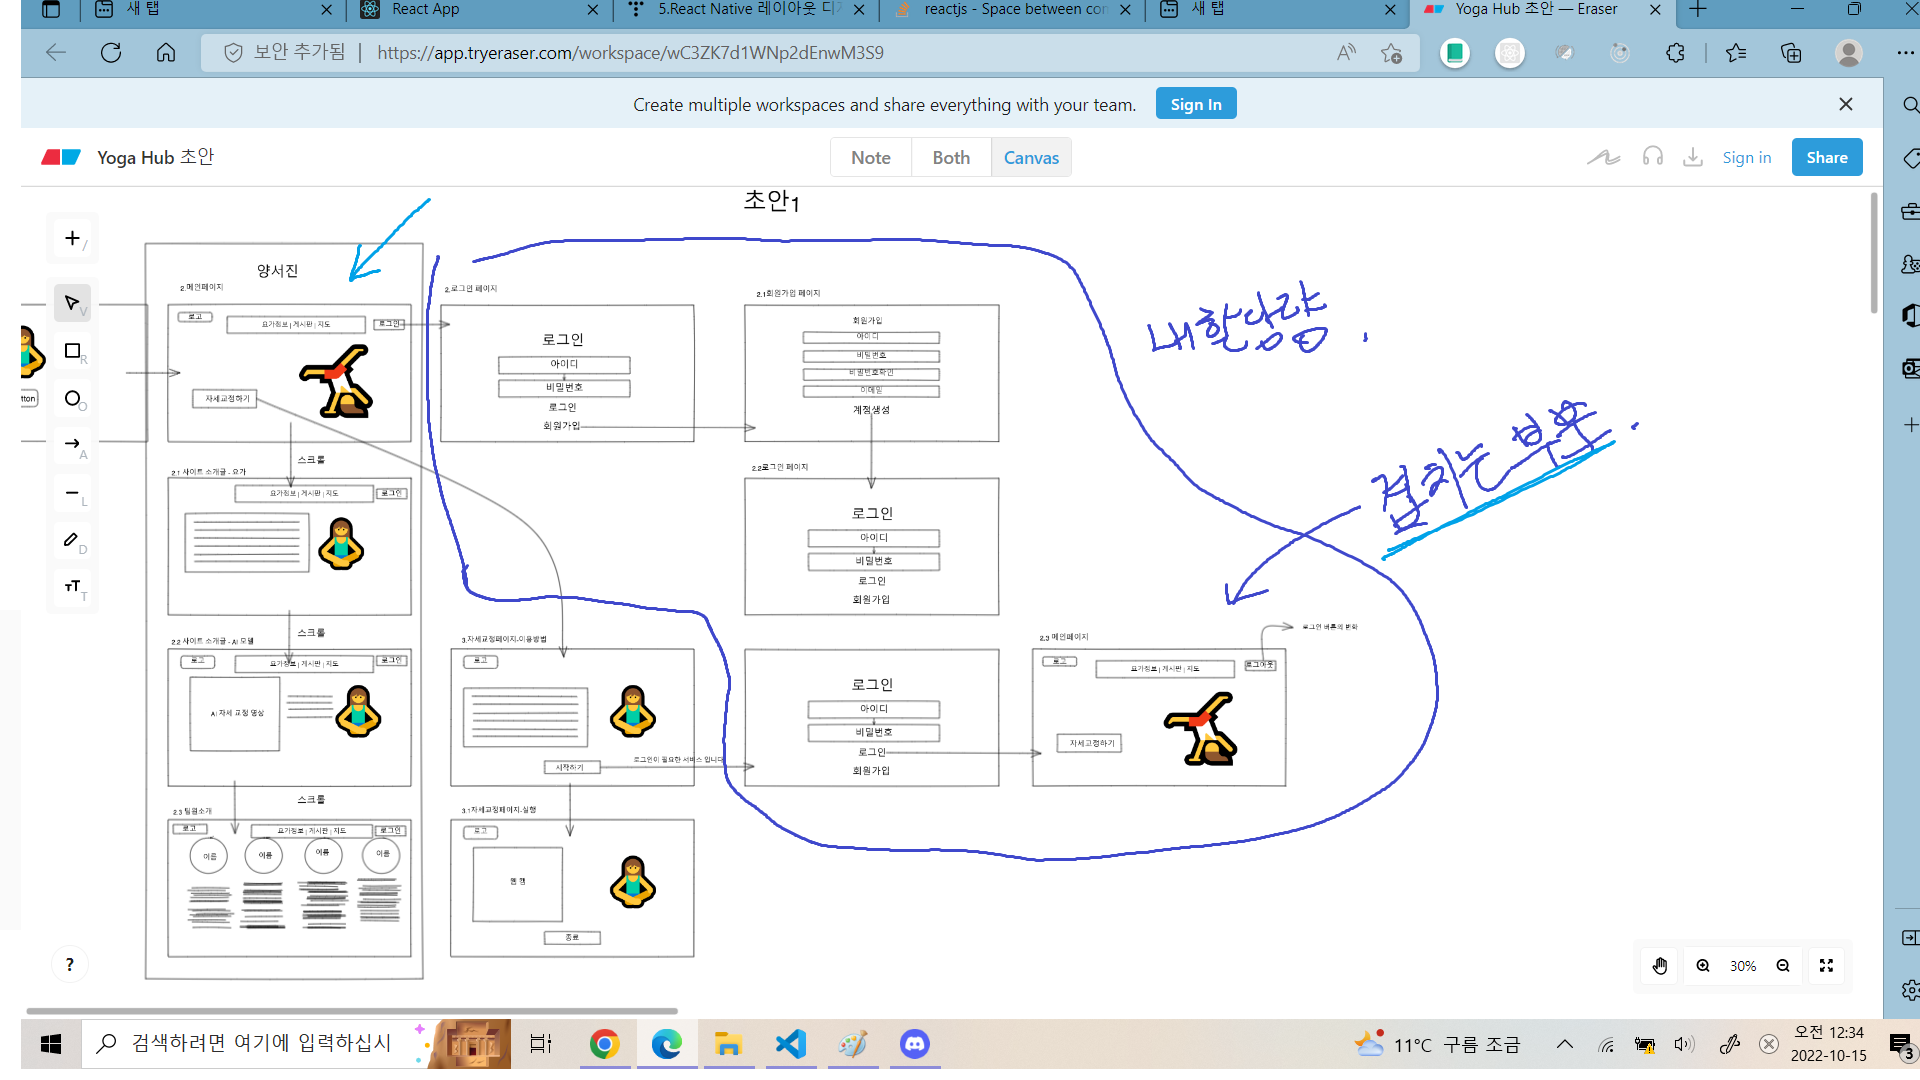 새 탭
React App
5.React Native 레이아웃 디
reactjs - Space between con
새 탭
Yoga Hub 초안 — Eraser
보안 추가됨
https://app.tryeraser.com/workspace/wC3ZK7d1WNp2dEnwM3S9
Create multiple workspaces and share everything with your team.
Sign In
Yoga Hub 초안
Note
Both
Canvas
Sign in
Share
초안1
양서진
2.메인페이지
로고
요가정보 | 게시판 | 지도
로그인
자세교정하기
스크롤
2.1 사이트 소개글 - 요가
요가정보 | 게시판 | 지도
로그인
스크롤
2.2 사이트 소개글 - AI 모델
로고
요가정보 | 게시판 | 지도
로그인
AI 자세 교정 영상
스크롤
2.3 팀원소개
로고
요가정보 | 게시판 | 지도
로그인
이름
이름
이름
이름
2.로그인 페이지
로그인
아이디
비밀번호
로그인
회원가입
2.1회원가입 페이지
회원가입
아이디
비밀번호
비밀번호확인
이메일
계정생성
2.2로그인 페이지
로그인
아이디
비밀번호
로그인
회원가입
3.자세교정페이지-이용방법
로고
시작하기
로그인이 필요한 서비스 입니다
로그인
아이디
비밀번호
로그인
회원가입
2.3 메인페이지
로고
요가정보 | 게시판 | 지도
로그아웃
로그인 버튼의 변화
자세교정하기
3.1자세교정페이지-실행
로고
웹 캠
종료
내 할당량.
겹치는 부분.
tton
V
R
O
A
L
D
T
?
30%
검색하려면 여기에 입력하십시
11°C 구름 조금
오전 12:34
2022-10-15
3